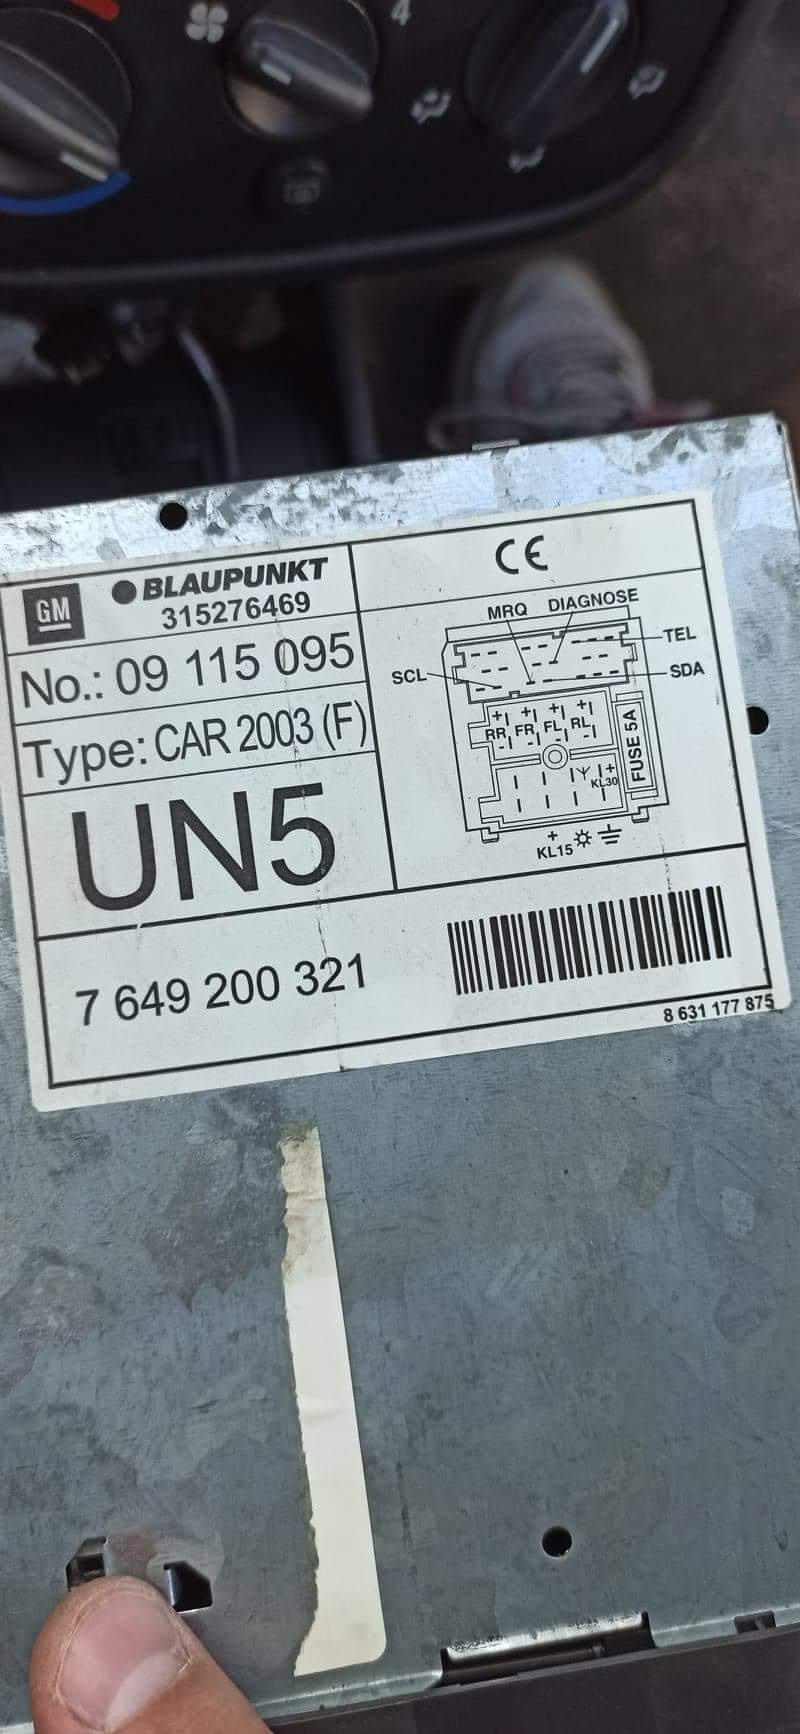 4
GM
BLAUPUNKT
315276469
No.: 09 115 095
Type: CAR 2003 (F)
UN5
7 649 200 321
CE
MRQ DIAGNOSE
TEL
SCL
SDA
+ + + +
RR FR FL RL
- - - -
FUSE 5A
+
KL30
+
KL15
8 631 177 875